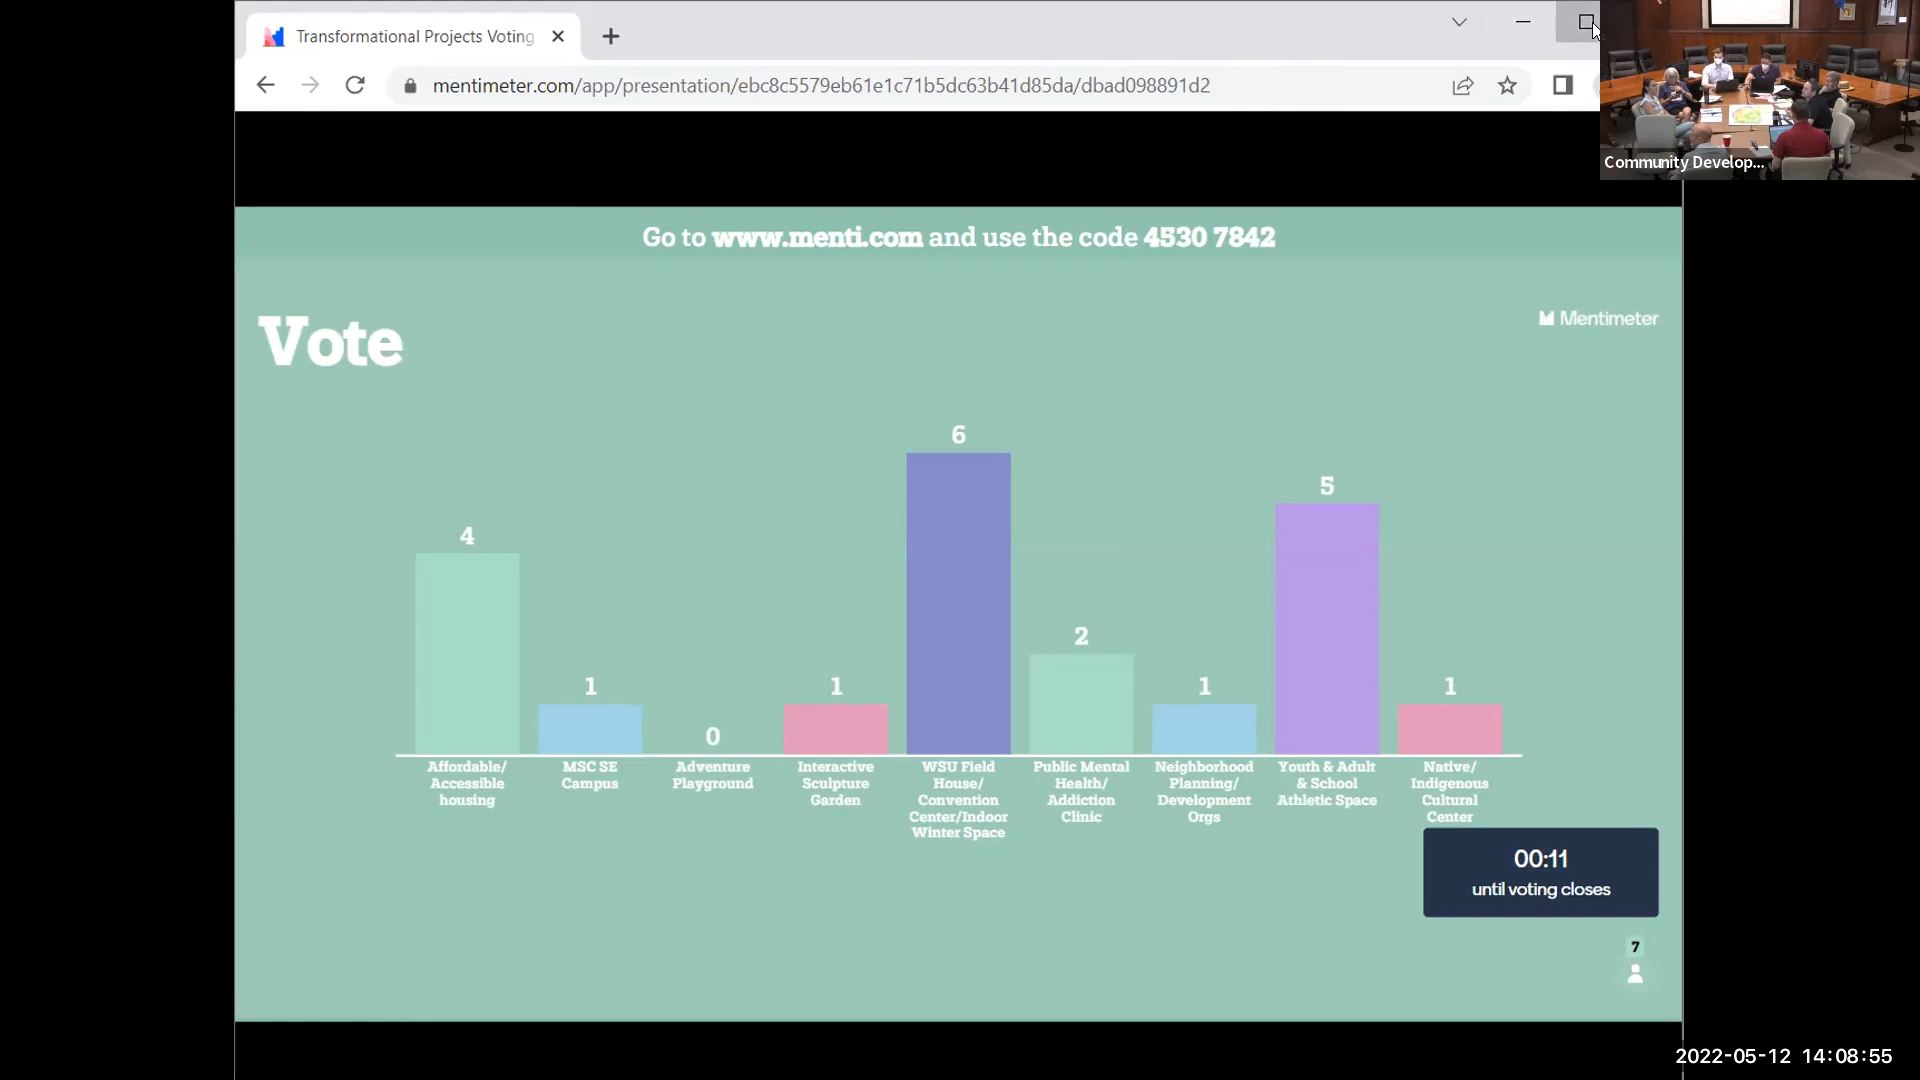 Transformational Projects Voting
mentimeter.com/app/presentation/ebc8c5579eb61e1c71b5dc63b41d85da/dbad098891d2
Community Develop...
Go to www.menti.com and use the code 4530 7842
Vote
Mentimeter
4
1
0
1
6
2
1
5
1
Affordable/
Accessible
housing
MSC SE
Campus
Adventure
Playground
Interactive
Sculpture
Garden
WSU Field
House/
Convention
Center/Indoor
Winter Space
Public Mental
Health/
Addiction
Clinic
Neighborhood
Planning/
Development
Orgs
Youth & Adult
& School
Athletic Space
Native/
Indigenous
Cultural
Center
00:11
until voting closes
7
2022-05-12 14:08:55